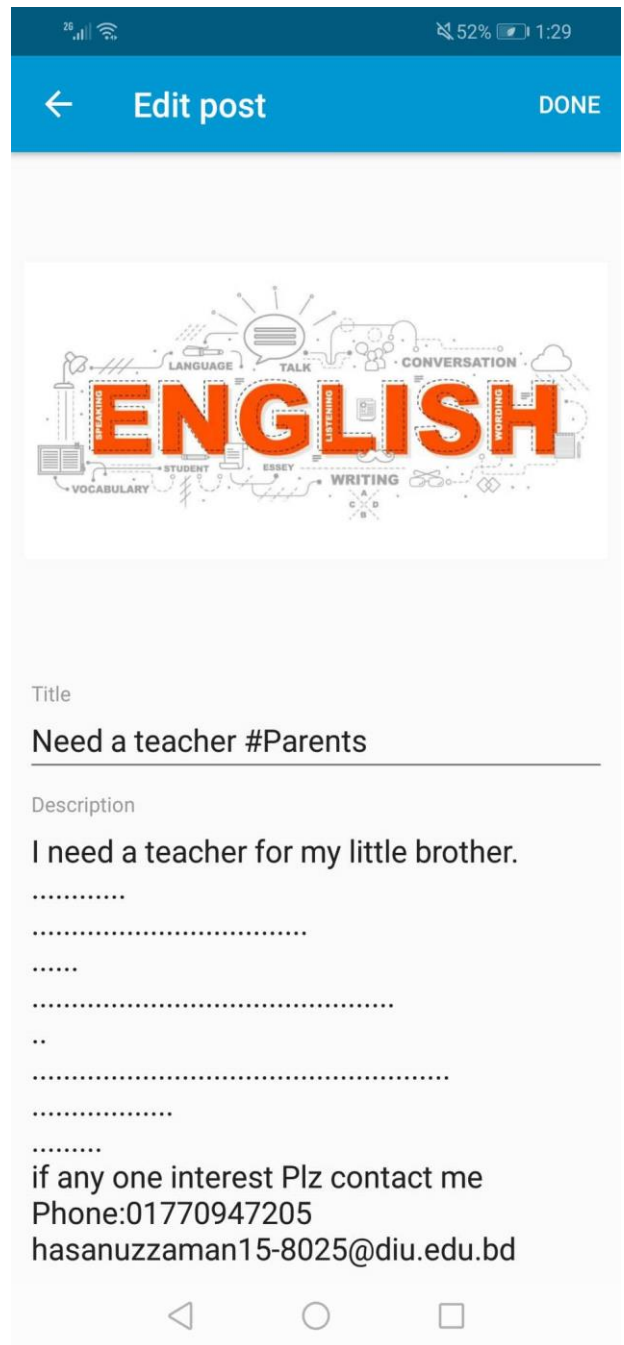 2G 52% 1:29
Edit post DONE
LANGUAGE TALK CONVERSATION
ENGLISH
SPEAKING LISTENING WORDING
STUDENT ESSEY WRITING
VOCABULARY
A
C D
B
Title
Need a teacher #Parents
Description
I need a teacher for my little brother.
............
...................................
......
..............................................
..
.....................................................
..................
.........
if any one interest Plz contact me
Phone:01770947205
hasanuzzaman15-8025@diu.edu.bd